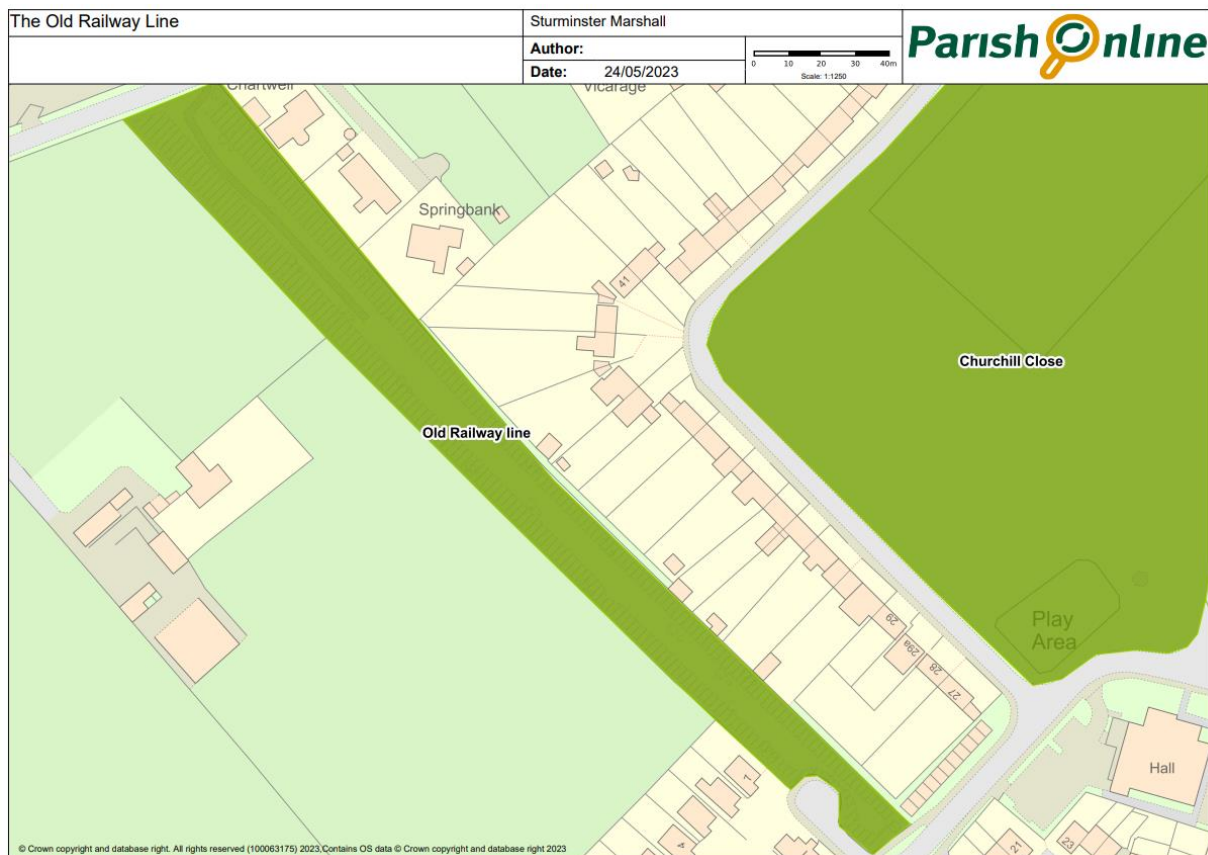 The Old Railway Line
Sturminster Marshall
Author:
Date: 24/05/2023
0 10 20 30 40m
Scale: 1:1250
Parish Online
Chartwell
Vicarage
Springbank
41
Churchill Close
Old Railway line
Play
Area
29
29a
28
27
Hall
1
4
21
23
© Crown copyright and database right. All rights reserved (100063175) 2023,Contains OS data © Crown copyright and database right 2023